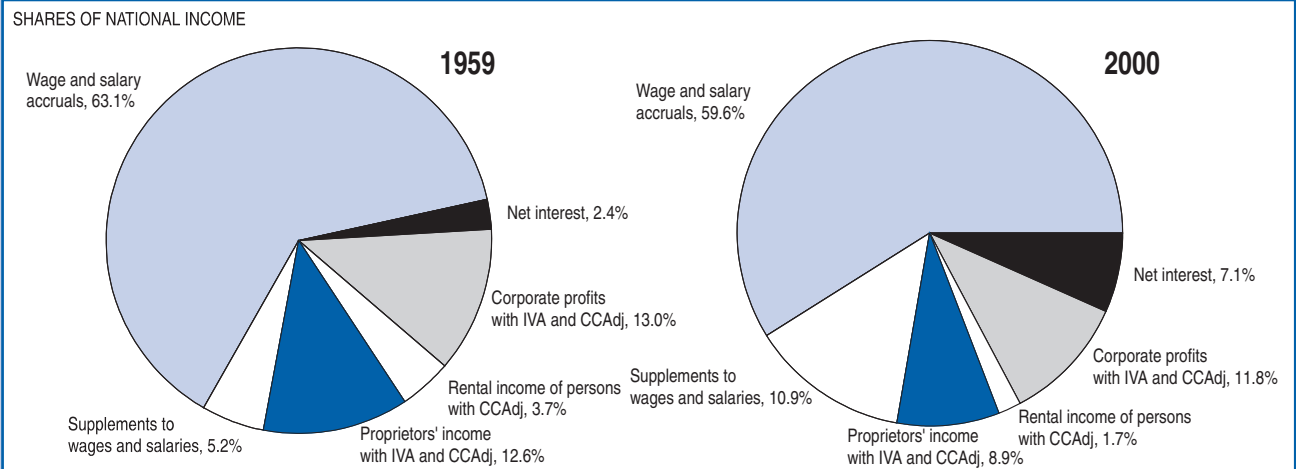 SHARES OF NATIONAL INCOME
1959
Wage and salary
accruals, 63.1%
Net interest, 2.4%
Corporate profits
with IVA and CCAdj, 13.0%
Rental income of persons
with CCAdj, 3.7%
Proprietors' income
with IVA and CCAdj, 12.6%
Supplements to
wages and salaries, 5.2%
2000
Wage and salary
accruals, 59.6%
Net interest, 7.1%
Corporate profits
with IVA and CCAdj, 11.8%
Rental income of persons
with CCAdj, 1.7%
Proprietors' income
with IVA and CCAdj, 8.9%
Supplements to
wages and salaries, 10.9%